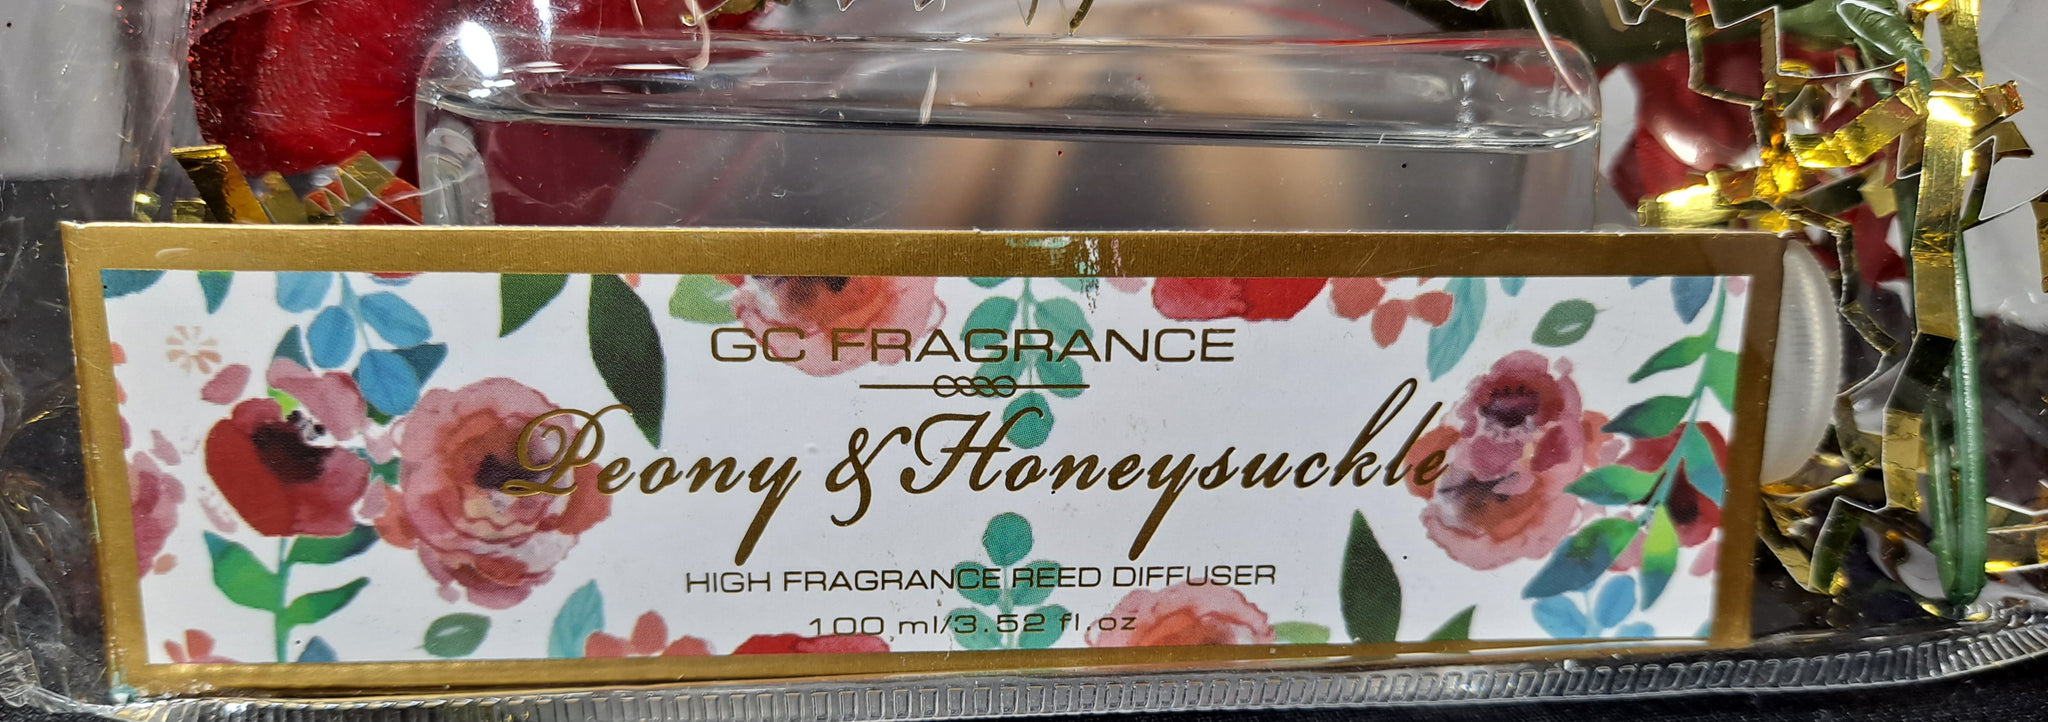 GC FRAGRANCE
Peony & Honeysuckle
HIGH FRAGRANCE REED DIFFUSER
100 ml/3.52 fl.oz